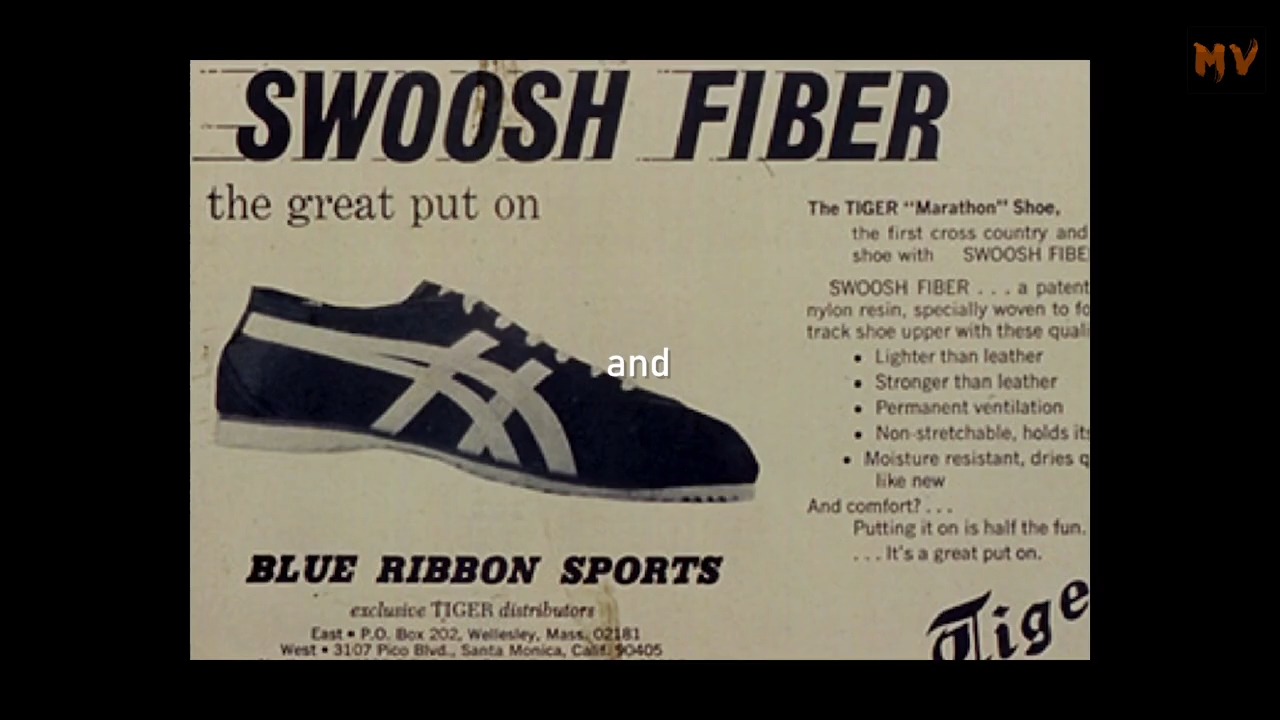 MV
SWOOSH FIBER
the great put on
and
BLUE RIBBON SPORTS
exclusive TIGER distributors
East • P.O. Box 202, Wellesley, Mass. 02181
West • 3107 Pico Blvd., Santa Monica, Calif. 90405
The TIGER "Marathon" Shoe,
the first cross country and
shoe with SWOOSH FIBE
SWOOSH FIBER . . . a patent
nylon resin, specially woven to fo
track shoe upper with these quali
• Lighter than leather
• Stronger than leather
• Permanent ventilation
• Non-stretchable, holds its
• Moisture resistant, dries q
like new
And comfort? . . .
Putting it on is half the fun.
. . . It's a great put on.
Tige